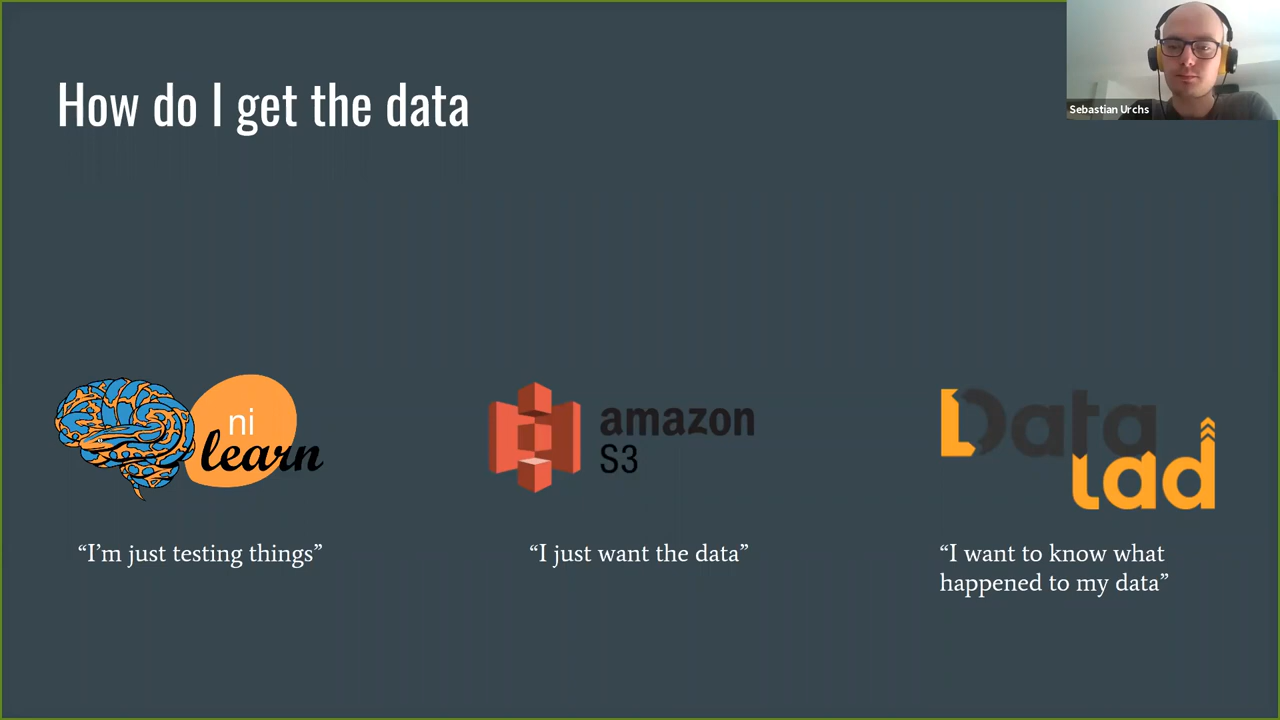 How do I get the data
Sebastian Urchs
ni
learn
amazon
S3
Data
lad
“I’m just testing things”
“I just want the data”
“I want to know what
happened to my data”